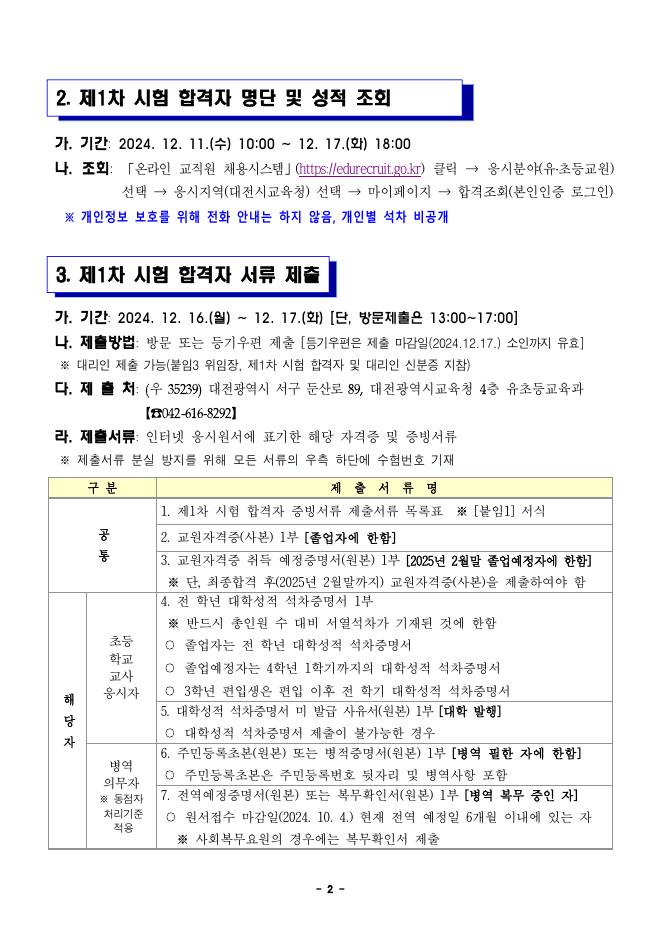 2. 제1차 시험 합격자 명단 및 성적 조회
가. 기간: 2024. 12. 11.(수) 10:00 ~ 12. 17.(화) 18:00
나. 조회: 「온라인 교직원 채용시스템」(https://edurecruit.go.kr) 클릭 → 응시분야(유·초등교원)
선택 → 응시지역(대전시교육청) 선택 → 마이페이지 → 합격조회(본인인증 로그인)
※ 개인정보 보호를 위해 전화 안내는 하지 않음, 개인별 석차 비공개
3. 제1차 시험 합격자 서류 제출
가. 기간: 2024. 12. 16.(월) ~ 12. 17.(화) [단, 방문제출은 13:00~17:00]
나. 제출방법: 방문 또는 등기우편 제출 [등기우편은 제출 마감일(2024.12.17.) 소인까지 유효]
※ 대리인 제출 가능(붙임3 위임장, 제1차 시험 합격자 및 대리인 신분증 지참)
다. 제 출 처: (우 35239) 대전광역시 서구 둔산로 89, 대전광역시교육청 4층 유초등교육과
【☎042-616-8292】
라. 제출서류: 인터넷 응시원서에 표기한 해당 자격증 및 증빙서류
※ 제출서류 분실 방지를 위해 모든 서류의 우측 하단에 수험번호 기재
구 분
제 출 서 류 명
공
통
1. 제1차 시험 합격자 증빙서류 제출서류 목록표 ※ [붙임1] 서식
2. 교원자격증(사본) 1부 [졸업자에 한함]
3. 교원자격증 취득 예정증명서(원본) 1부 [2025년 2월말 졸업예정자에 한함]
※ 단, 최종합격 후(2025년 2월말까지) 교원자격증(사본)을 제출하여야 함
해
당
자
초등
학교
교사
응시자
4. 전 학년 대학성적 석차증명서 1부
※ 반드시 총인원 수 대비 서열석차가 기재된 것에 한함
○ 졸업자는 전 학년 대학성적 석차증명서
○ 졸업예정자는 4학년 1학기까지의 대학성적 석차증명서
○ 3학년 편입생은 편입 이후 전 학기 대학성적 석차증명서
5. 대학성적 석차증명서 미 발급 사유서(원본) 1부 [대학 발행]
○ 대학성적 석차증명서 제출이 불가능한 경우
병역
의무자
※ 동점자
처리기준
적용
6. 주민등록초본(원본) 또는 병적증명서(원본) 1부 [병역 필한 자에 한함]
○ 주민등록초본은 주민등록번호 뒷자리 및 병역사항 포함
7. 전역예정증명서(원본) 또는 복무확인서(원본) 1부 [병역 복무 중인 자]
○ 원서접수 마감일(2024. 10. 4.) 현재 전역 예정일 6개월 이내에 있는 자
※ 사회복무요원의 경우에는 복무확인서 제출
- 2 -